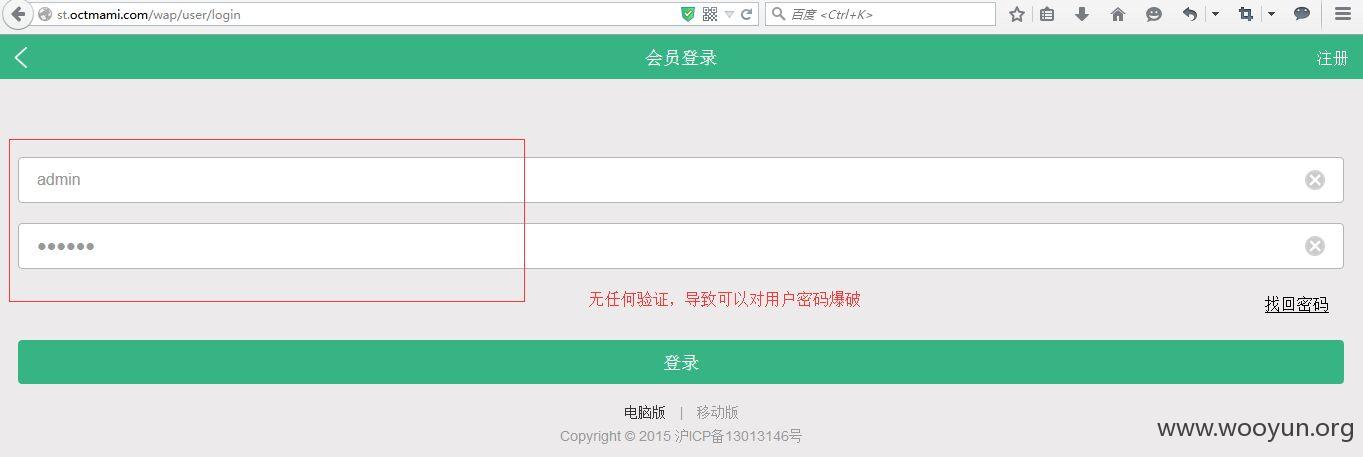 st.octmami.com/wap/user/login
百度 <Ctrl+K>
会员登录
注册
admin
●●●●●●
无任何验证，导致可以对用户密码爆破
找回密码
登录
电脑版 | 移动版
Copyright © 2015 沪ICP备13013146号
www.wooyun.org